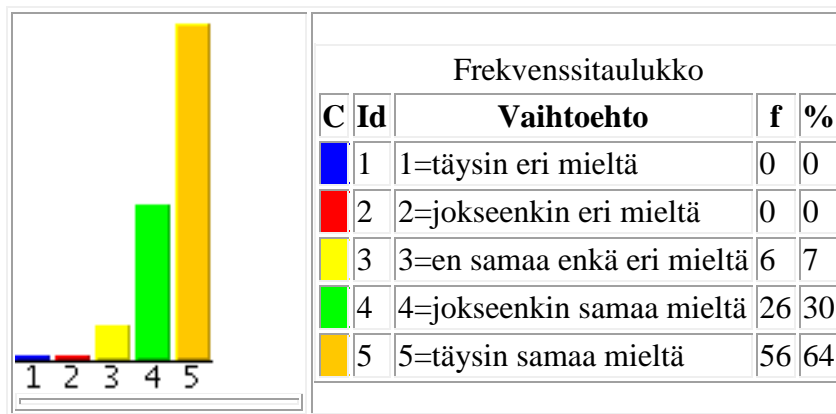 1 2 3 4 5
Frekvenssitaulukko
C Id Vaihtoehto f %
1 1=täysin eri mieltä 0 0
2 2=jokseenkin eri mieltä 0 0
3 3=en samaa enkä eri mieltä 6 7
4 4=jokseenkin samaa mieltä 26 30
5 5=täysin samaa mieltä 56 64